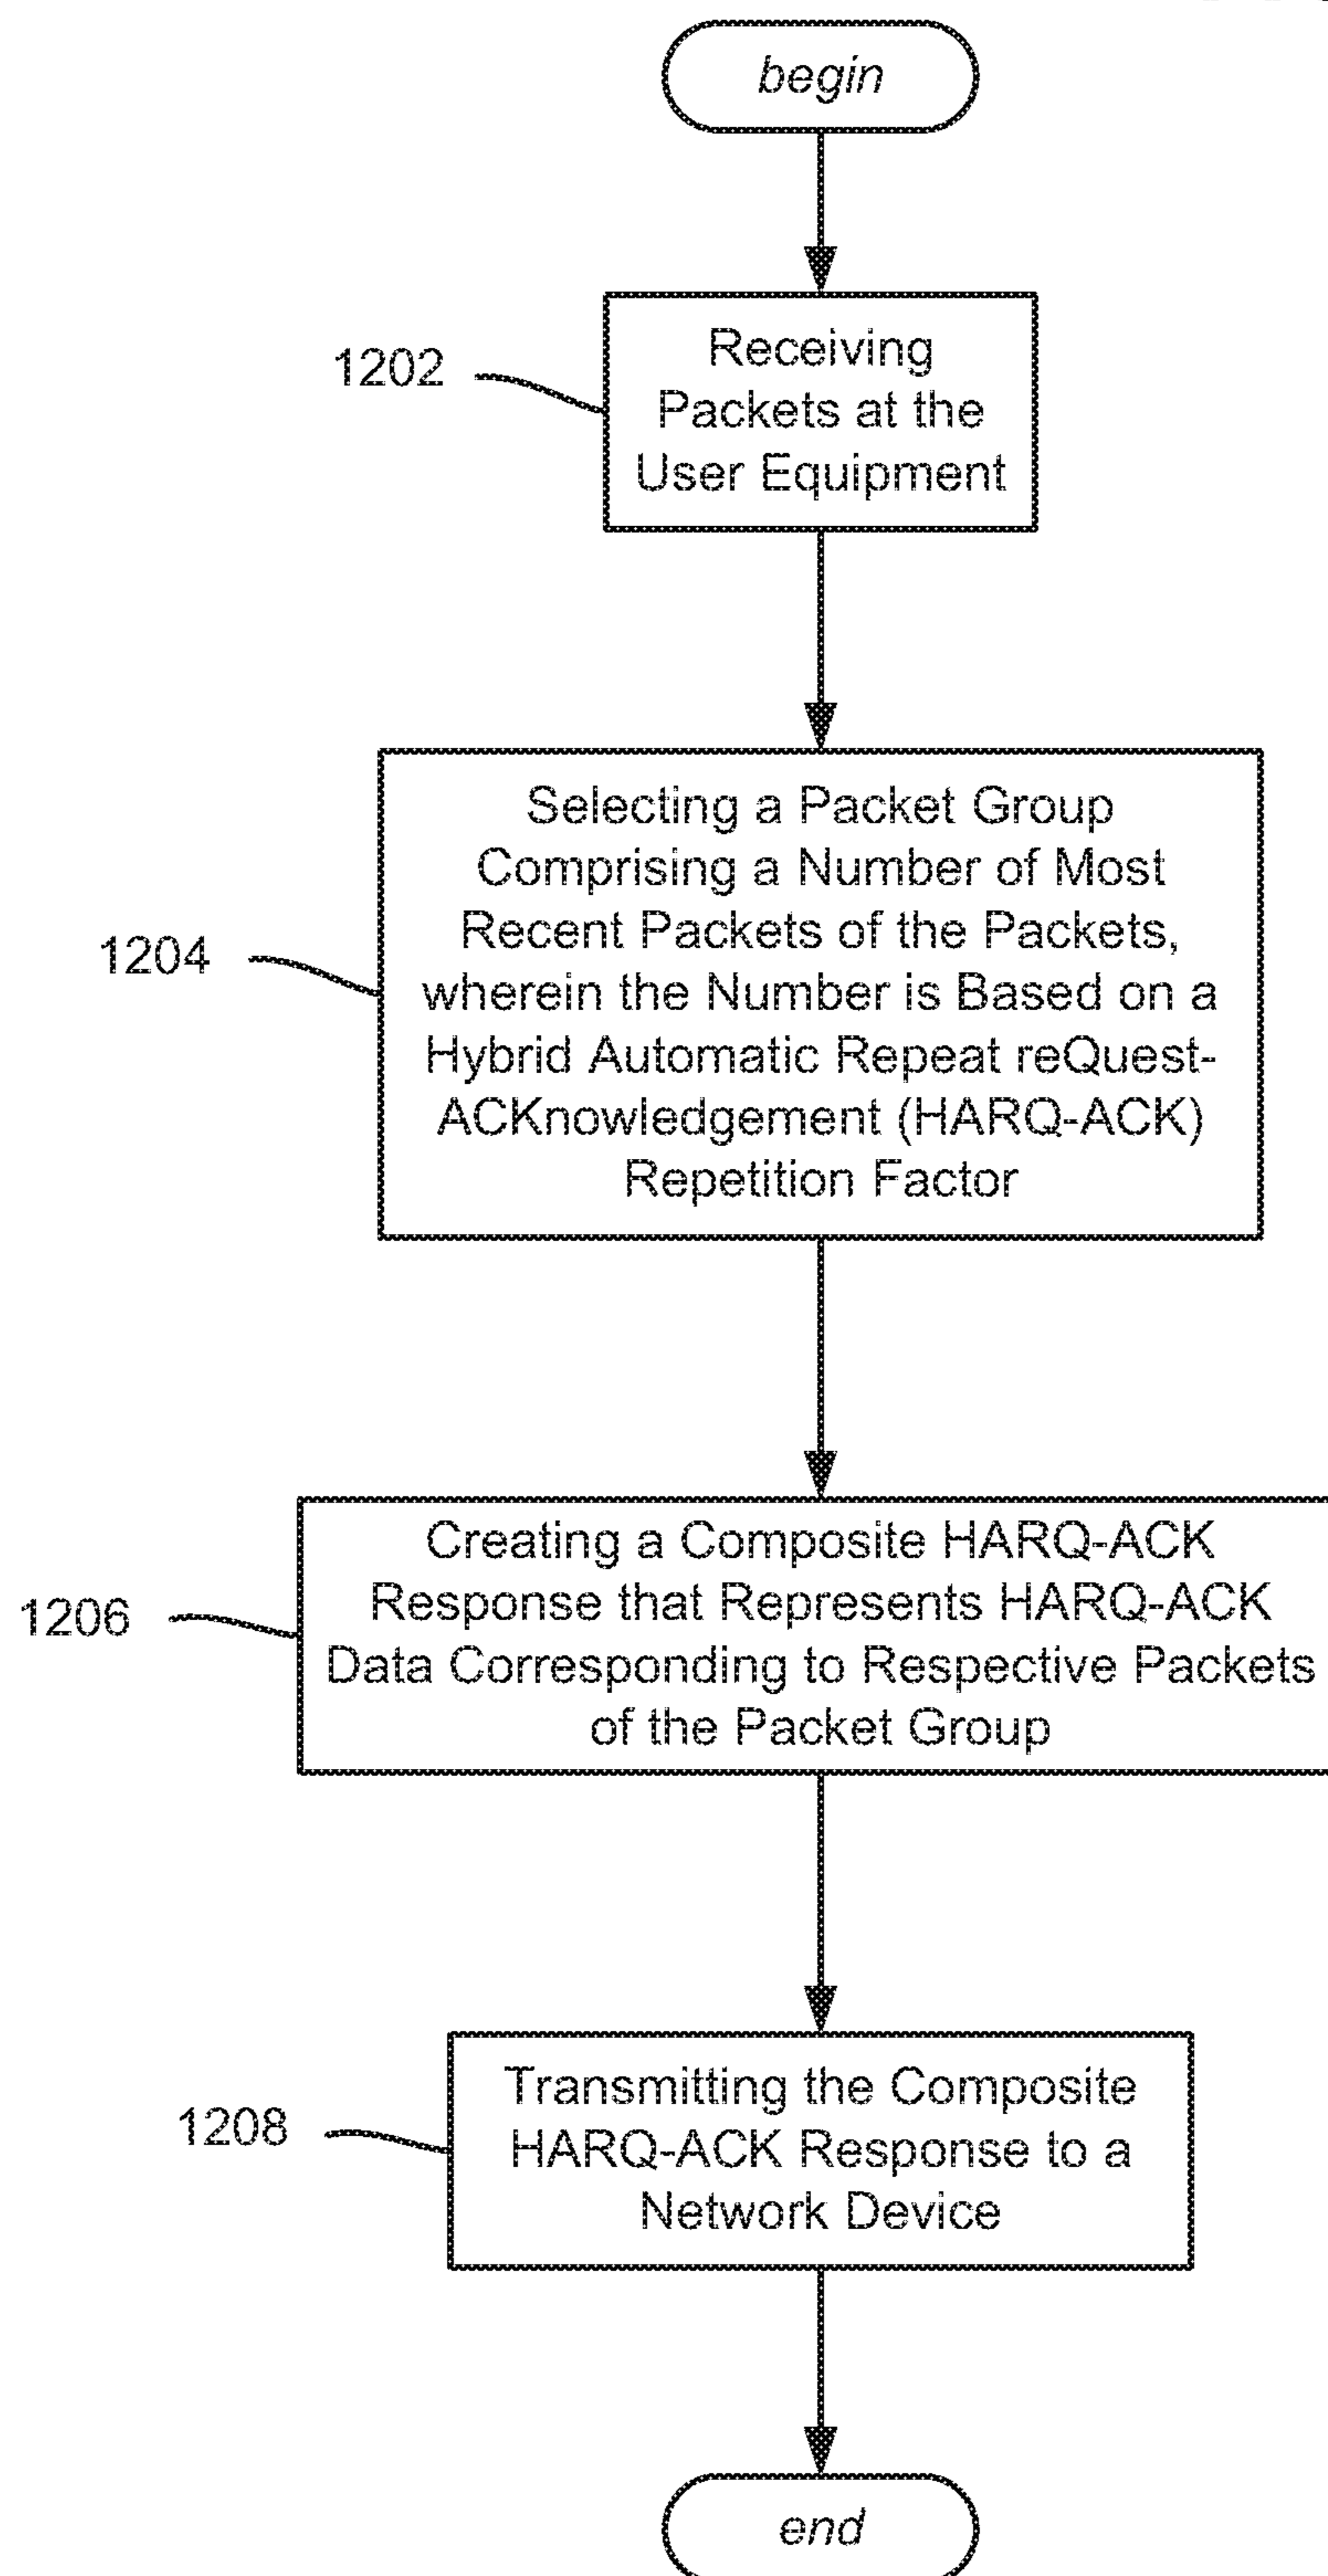 begin
1202
Receiving
Packets at the
User Equipment
1204
Selecting a Packet Group
Comprising a Number of Most
Recent Packets of the Packets,
wherein the Number is Based on a
Hybrid Automatic Repeat reQuest-
ACKnowledgement (HARQ-ACK)
Repetition Factor
1206
Creating a Composite HARQ-ACK
Response that Represents HARQ-ACK
Data Corresponding to Respective Packets
of the Packet Group
1208
Transmitting the Composite
HARQ-ACK Response to a
Network Device
end